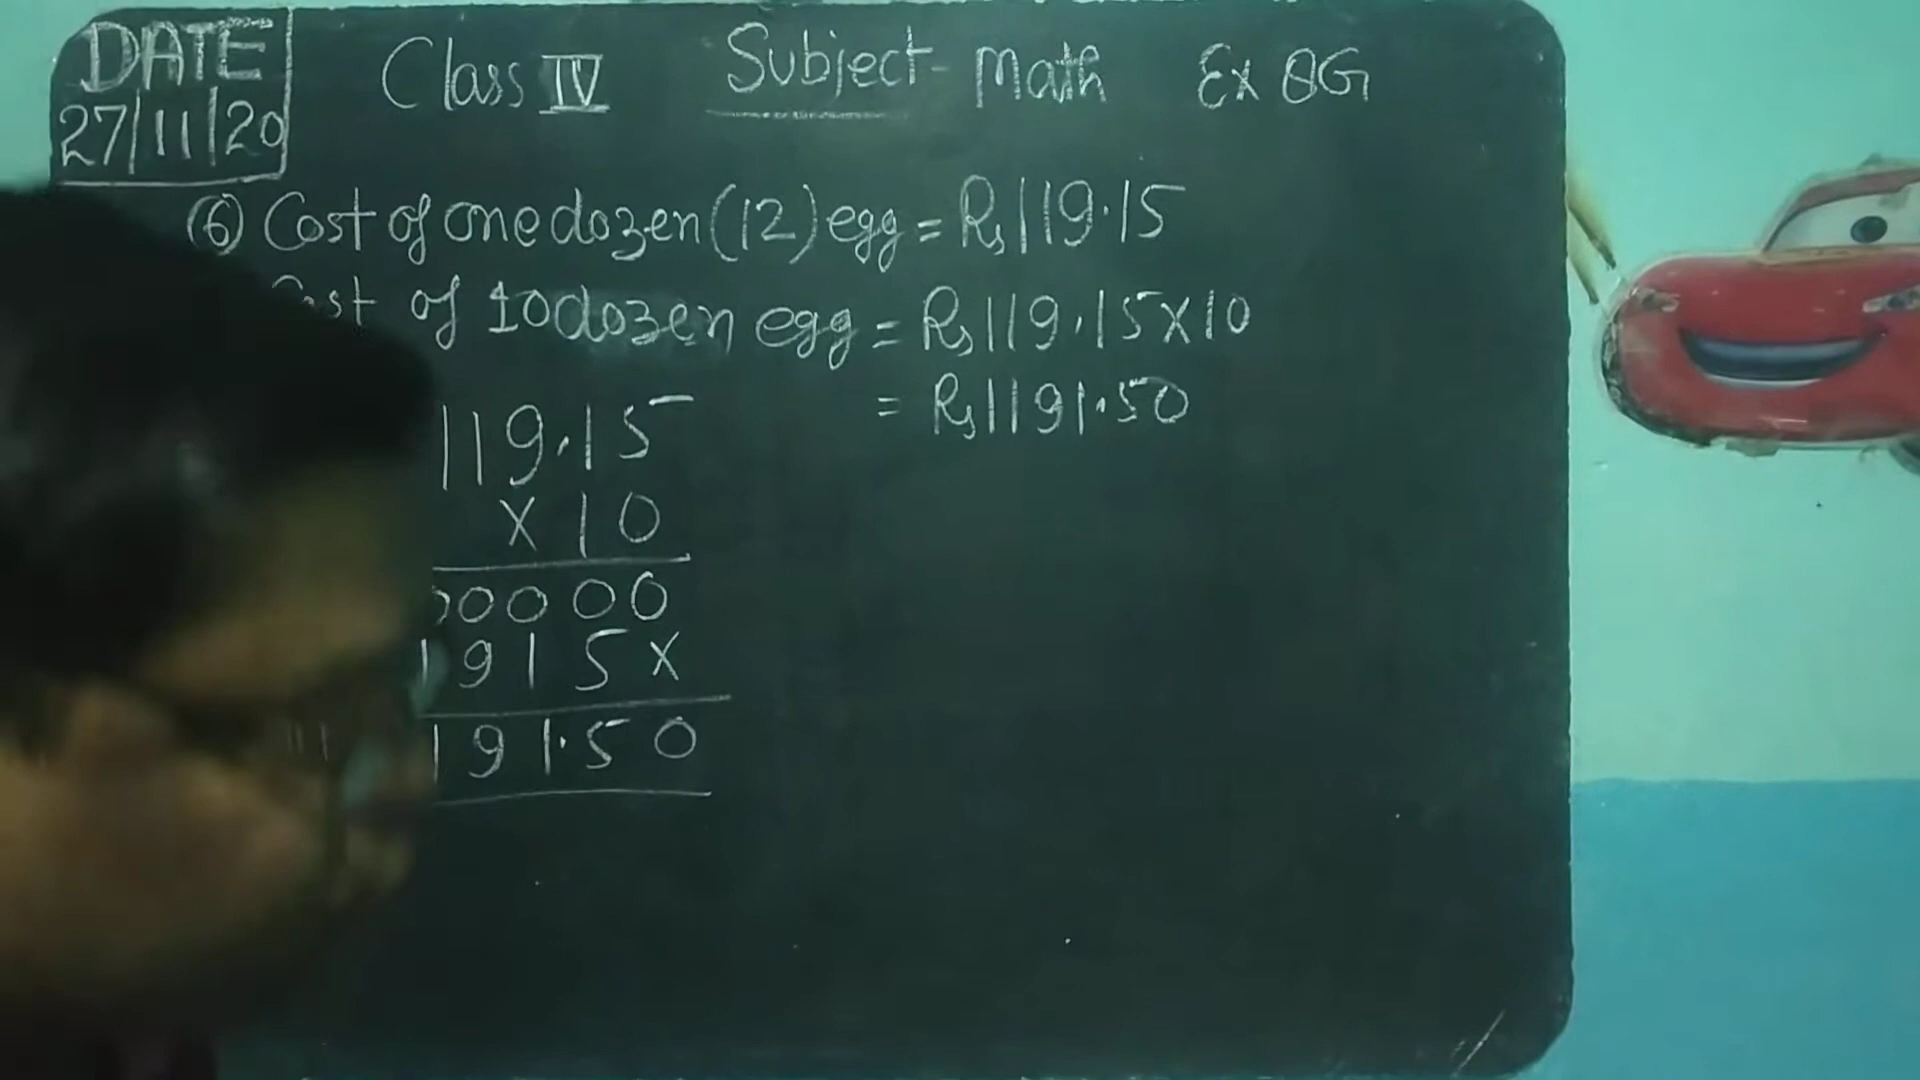 DATE
27/11/20
Class IV Subject - Math Ex 8G
(6) Cost of one dozen (12) egg = Rs 119.15
of 10 dozen egg = Rs 119.15 x 10
= Rs 1191.50
119.15
x 10
0000
1915x
191.50